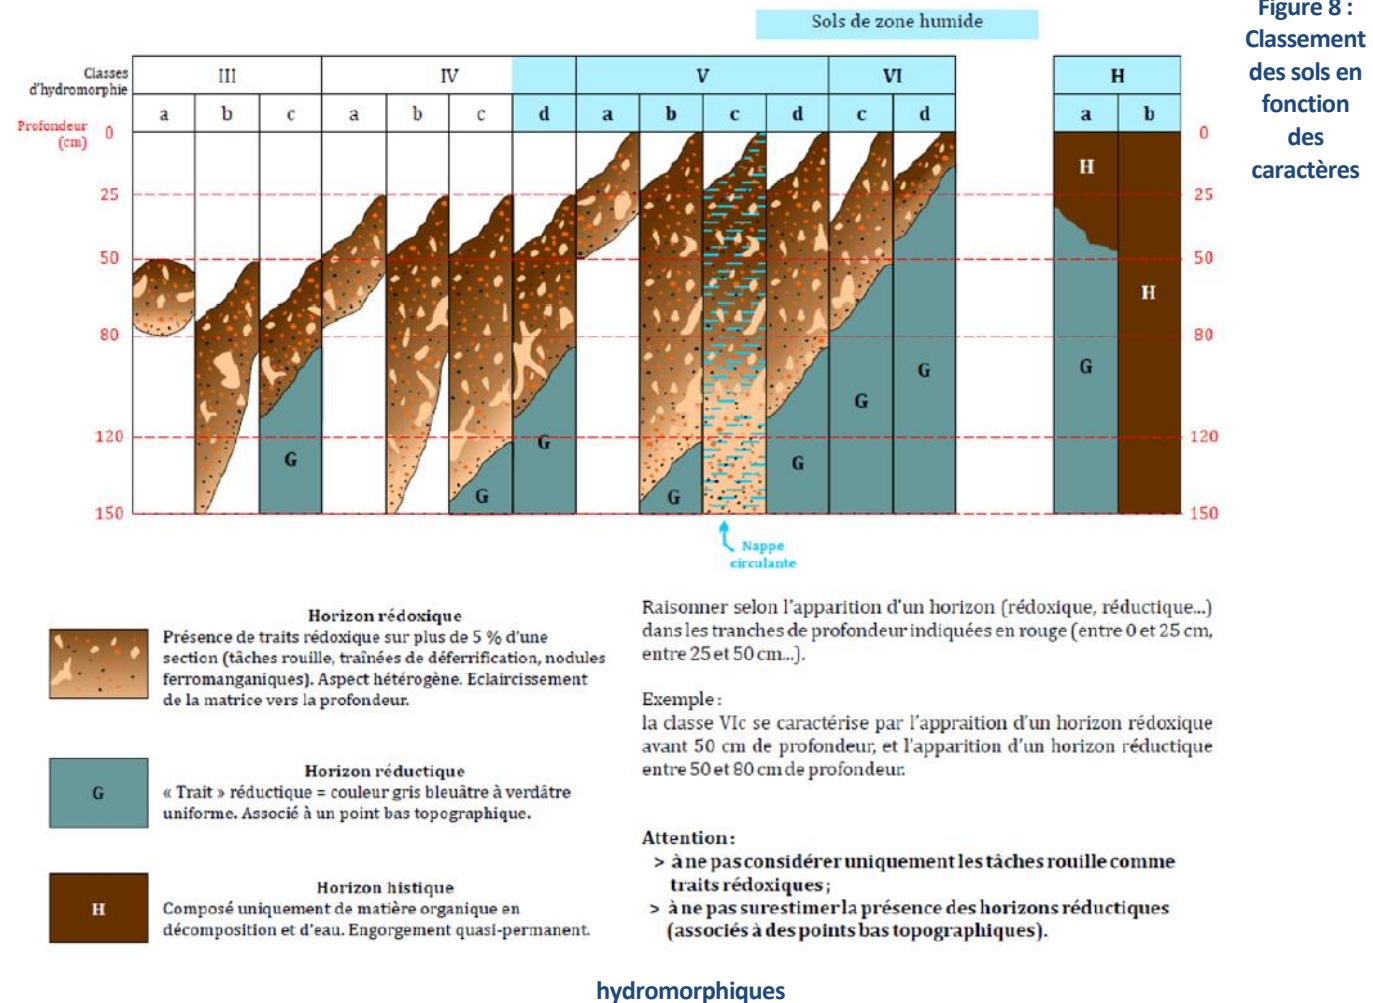 Sols de zone humide
Figure 8 :
Classement
des sols en
fonction
des
caractères
Classes
d'hydromorphie
III
IV
V
VI
H
a
b
c
a
b
c
d
a
b
c
d
c
d
a
b
Profondeur
(cm)
0
0
25
25
50
50
80
80
120
120
150
150
H
H
G
G
G
G
G
G
G
G
Nappe
circulante
Horizon rédoxique
Présence de traits rédoxique sur plus de 5 % d'une
section (tâches rouille, traînées de déferrification, nodules
ferromanganiques). Aspect hétérogène. Eclaircissement
de la matrice vers la profondeur.
G
Horizon réductique
« Trait » réductique = couleur gris bleuâtre à verdâtre
uniforme. Associé à un point bas topographique.
H
Horizon histique
Composé uniquement de matière organique en
décomposition et d'eau. Engorgement quasi-permanent.
Raisonner selon l'apparition d'un horizon (rédoxique, réductique...)
dans les tranches de profondeur indiquées en rouge (entre 0 et 25 cm,
entre 25 et 50 cm...).
Exemple :
la classe VIc se caractérise par l'appraition d'un horizon rédoxique
avant 50 cm de profondeur, et l'apparition d'un horizon réductique
entre 50 et 80 cm de profondeur.
Attention :
> à ne pas considérer uniquement les tâches rouille comme
traits rédoxiques ;
> à ne pas surestimer la présence des horizons réductiques
(associés à des points bas topographiques).
hydromorphiques